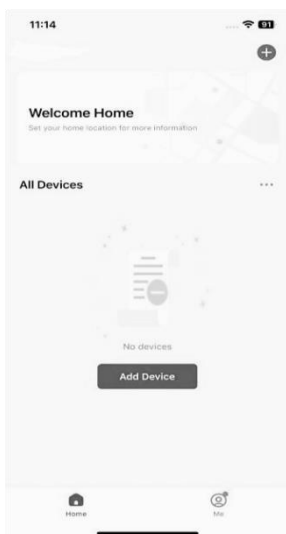 11:14
91
Welcome Home
Set your home location for more information
All Devices
No devices
Add Device
Home
Me